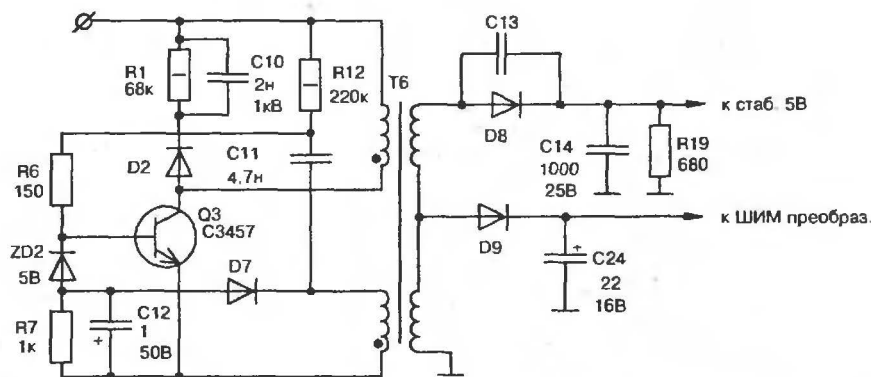 C13
R1
68к
C10
2н
1кВ
R12
220к
T6
D8
к стаб. 5В
R6
150
D2
C11
4,7н
C14
1000
25В
R19
680
Q3
C3457
ZD2
5В
D7
D9
к ШИМ преобраз.
C24
+
22
16В
R7
1к
C12
1
50В
+